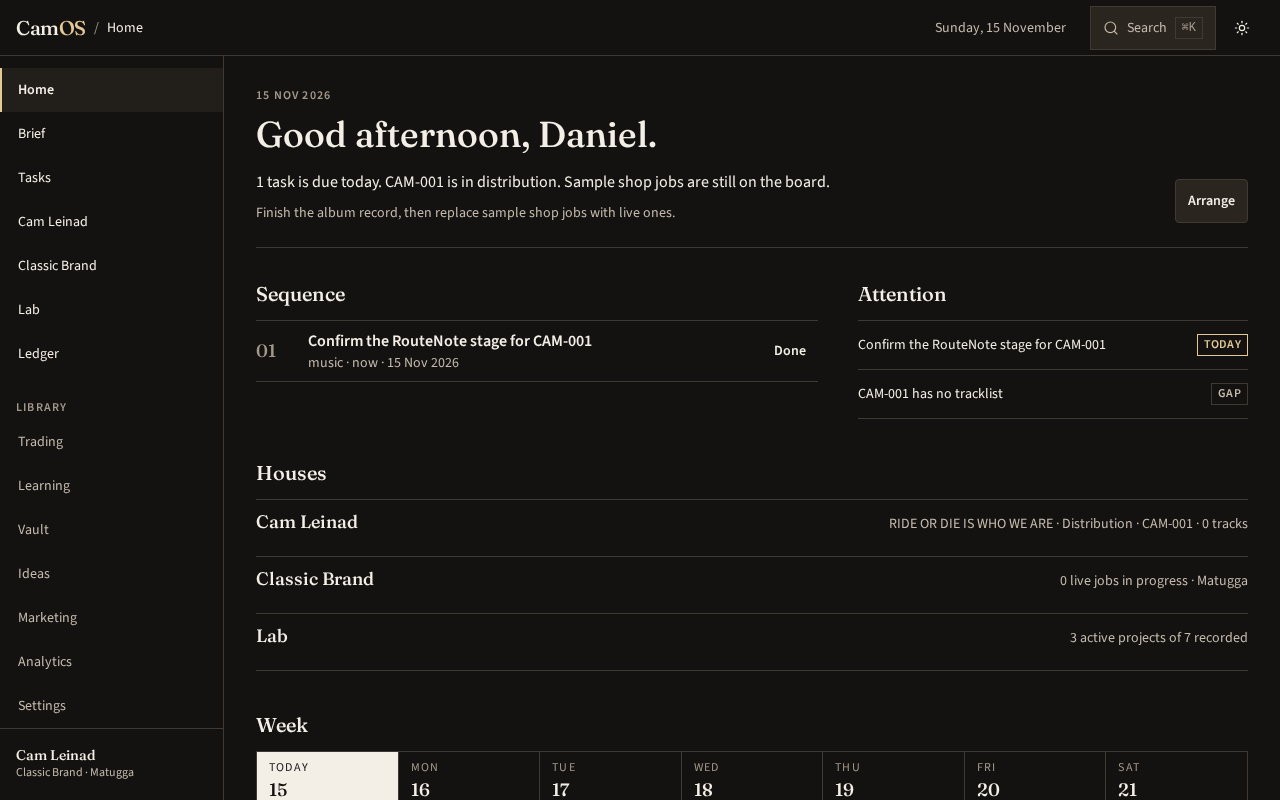 CamOS / Home
Sunday, 15 November
Search ⌘K
Home
Brief
Tasks
Cam Leinad
Classic Brand
Lab
Ledger
LIBRARY
Trading
Learning
Vault
Ideas
Marketing
Analytics
Settings
Cam Leinad
Classic Brand · Matugga
15 NOV 2026
Good afternoon, Daniel.
1 task is due today. CAM-001 is in distribution. Sample shop jobs are still on the board.
Finish the album record, then replace sample shop jobs with live ones.
Arrange
Sequence
01
Confirm the RouteNote stage for CAM-001
music · now · 15 Nov 2026
Done
Attention
Confirm the RouteNote stage for CAM-001
TODAY
CAM-001 has no tracklist
GAP
Houses
Cam Leinad
RIDE OR DIE IS WHO WE ARE · Distribution · CAM-001 · 0 tracks
Classic Brand
0 live jobs in progress · Matugga
Lab
3 active projects of 7 recorded
Week
TODAY
15
MON
16
TUE
17
WED
18
THU
19
FRI
20
SAT
21